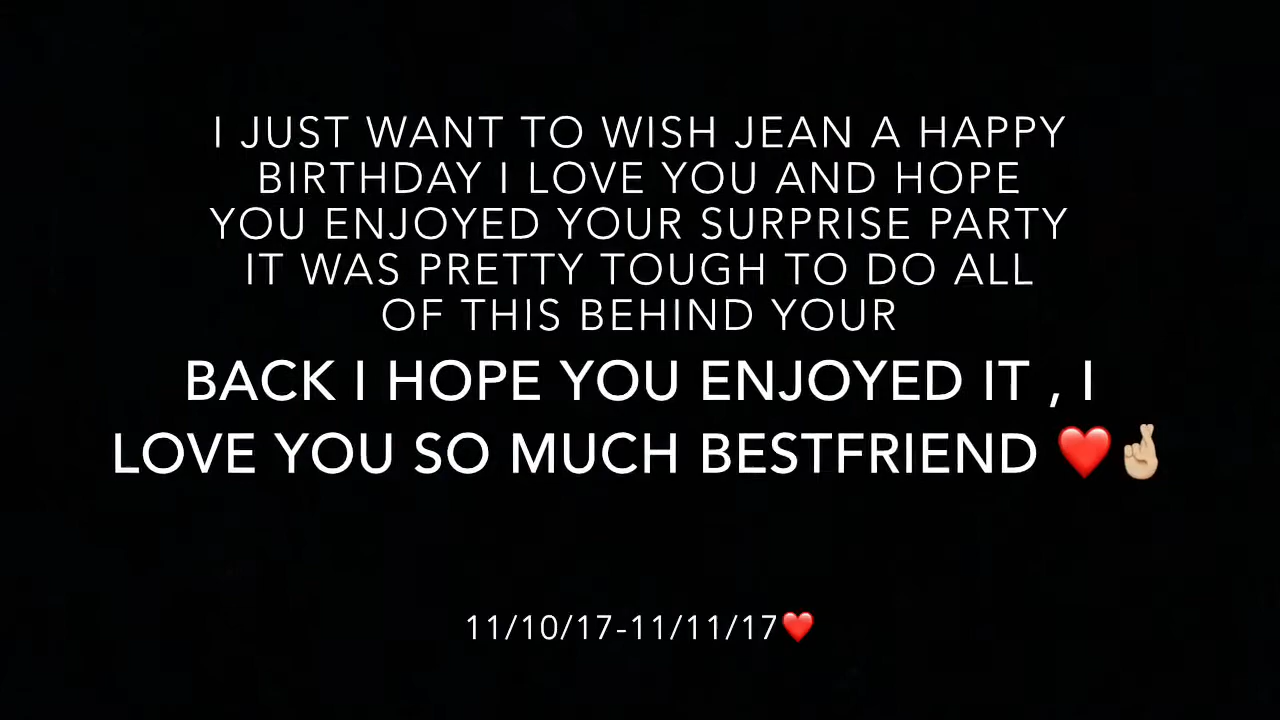 I JUST WANT TO WISH JEAN A HAPPY
BIRTHDAY I LOVE YOU AND HOPE
YOU ENJOYED YOUR SURPRISE PARTY
IT WAS PRETTY TOUGH TO DO ALL
OF THIS BEHIND YOUR
BACK I HOPE YOU ENJOYED IT , I
LOVE YOU SO MUCH BESTFRIEND ❤️🤞🏼
11/10/17-11/11/17❤️